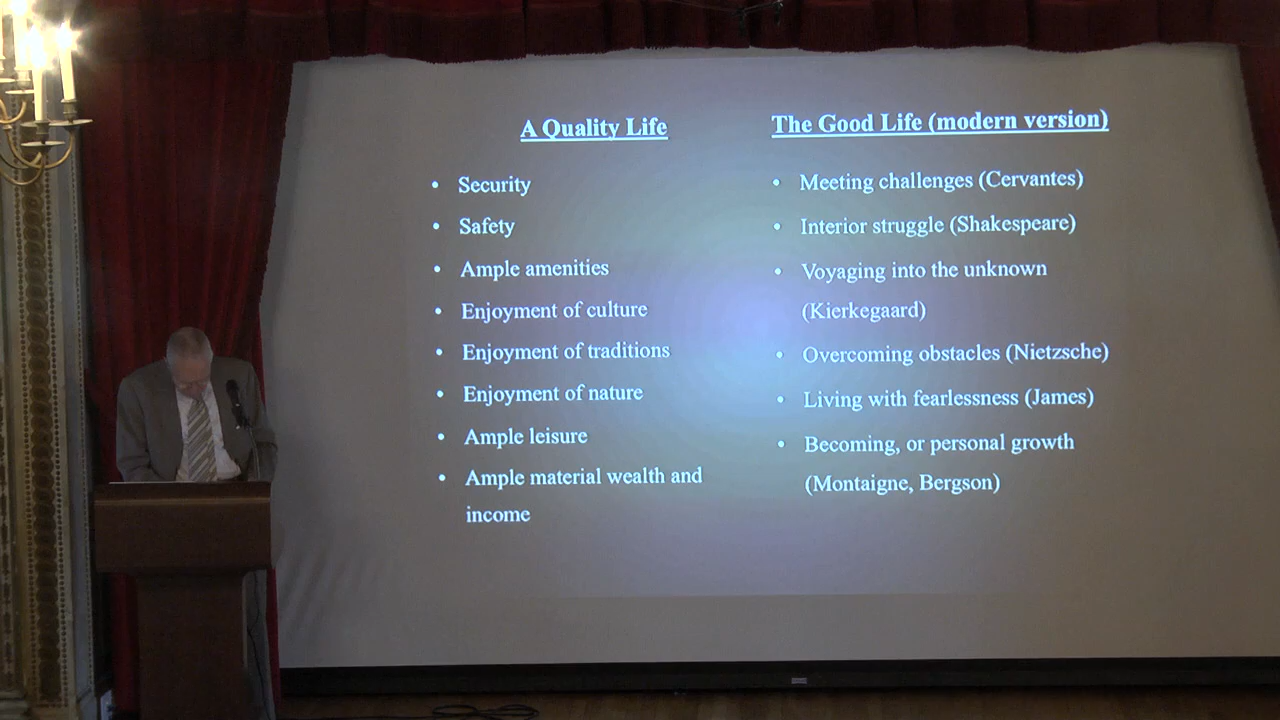 A Quality Life
• Security
• Safety
• Ample amenities
• Enjoyment of culture
• Enjoyment of traditions
• Enjoyment of nature
• Ample leisure
• Ample material wealth and
income
The Good Life (modern version)
• Meeting challenges (Cervantes)
• Interior struggle (Shakespeare)
• Voyaging into the unknown
(Kierkegaard)
• Overcoming obstacles (Nietzsche)
• Living with fearlessness (James)
• Becoming, or personal growth
(Montaigne, Bergson)